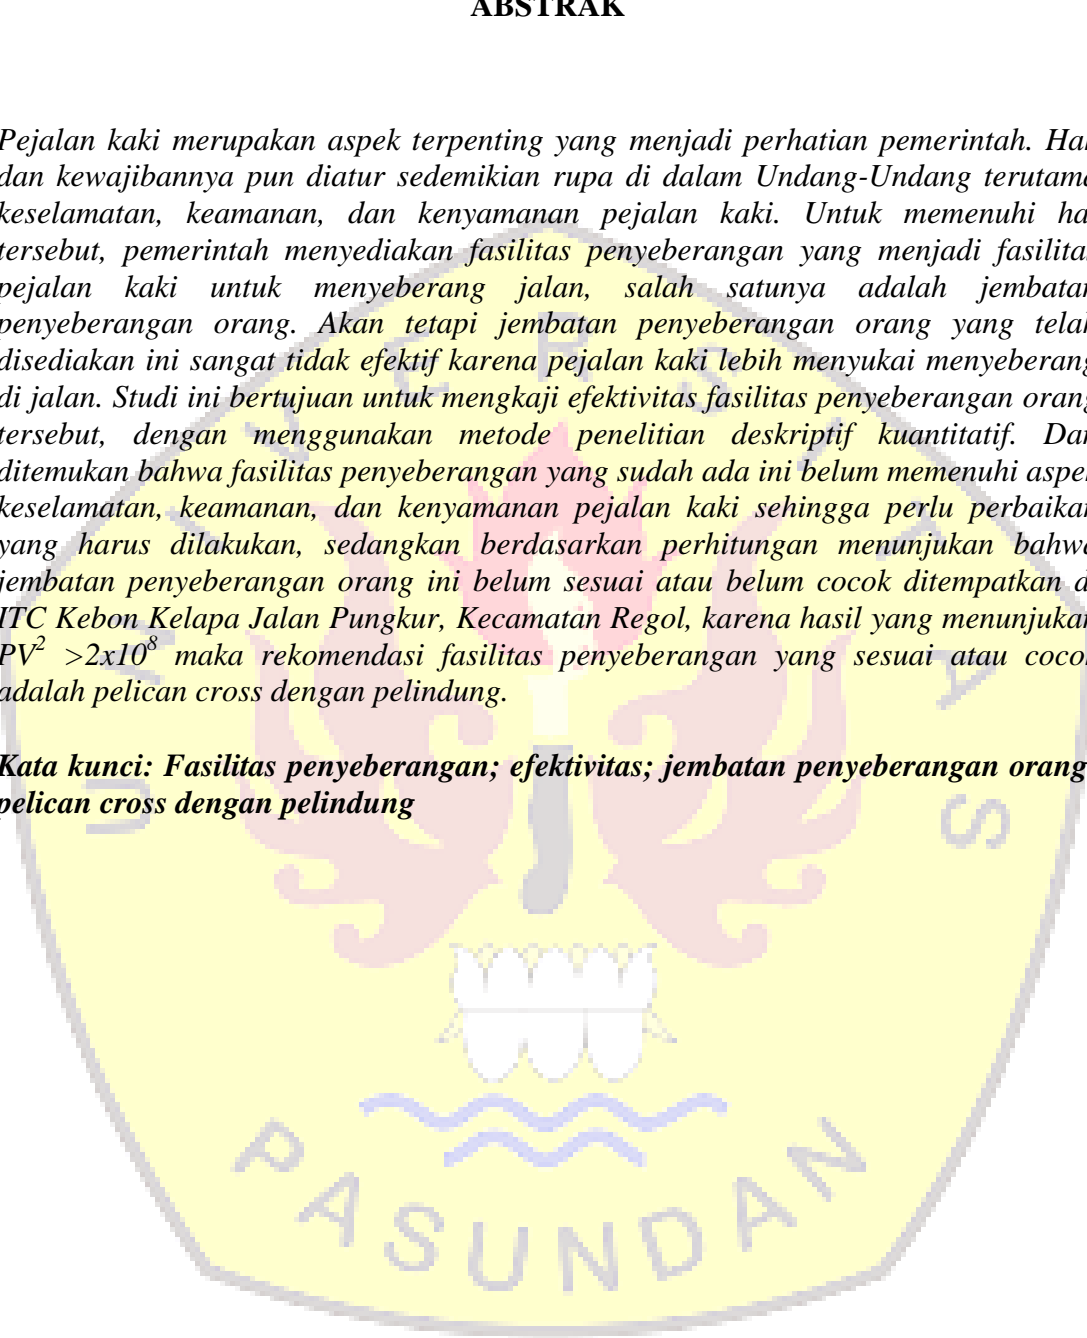 ABSTRAK
Pejalan kaki merupakan aspek terpenting yang menjadi perhatian pemerintah. Hak
dan kewajibannya pun diatur sedemikian rupa di dalam Undang-Undang terutama
keselamatan, keamanan, dan kenyamanan pejalan kaki. Untuk memenuhi hal
tersebut, pemerintah menyediakan fasilitas penyeberangan yang menjadi fasilitas
pejalan kaki untuk menyeberang jalan, salah satunya adalah jembatan
penyeberangan orang. Akan tetapi jembatan penyeberangan orang yang telah
disediakan ini sangat tidak efektif karena pejalan kaki lebih menyukai menyeberang
di jalan. Studi ini bertujuan untuk mengkaji efektivitas fasilitas penyeberangan orang
tersebut, dengan menggunakan metode penelitian deskriptif kuantitatif. Dan
ditemukan bahwa fasilitas penyeberangan yang sudah ada ini belum memenuhi aspek
keselamatan, keamanan, dan kenyamanan pejalan kaki sehingga perlu perbaikan
yang harus dilakukan, sedangkan berdasarkan perhitungan menunjukan bahwa
jembatan penyeberangan orang ini belum sesuai atau belum cocok ditempatkan di
ITC Kebon Kelapa Jalan Pungkur, Kecamatan Regol, karena hasil yang menunjukan
PV² >2x10⁸ maka rekomendasi fasilitas penyeberangan yang sesuai atau cocok
adalah pelican cross dengan pelindung.
Kata kunci: Fasilitas penyeberangan; efektivitas; jembatan penyeberangan orang;
pelican cross dengan pelindung
UNIVERSITAS
PASUNDAN